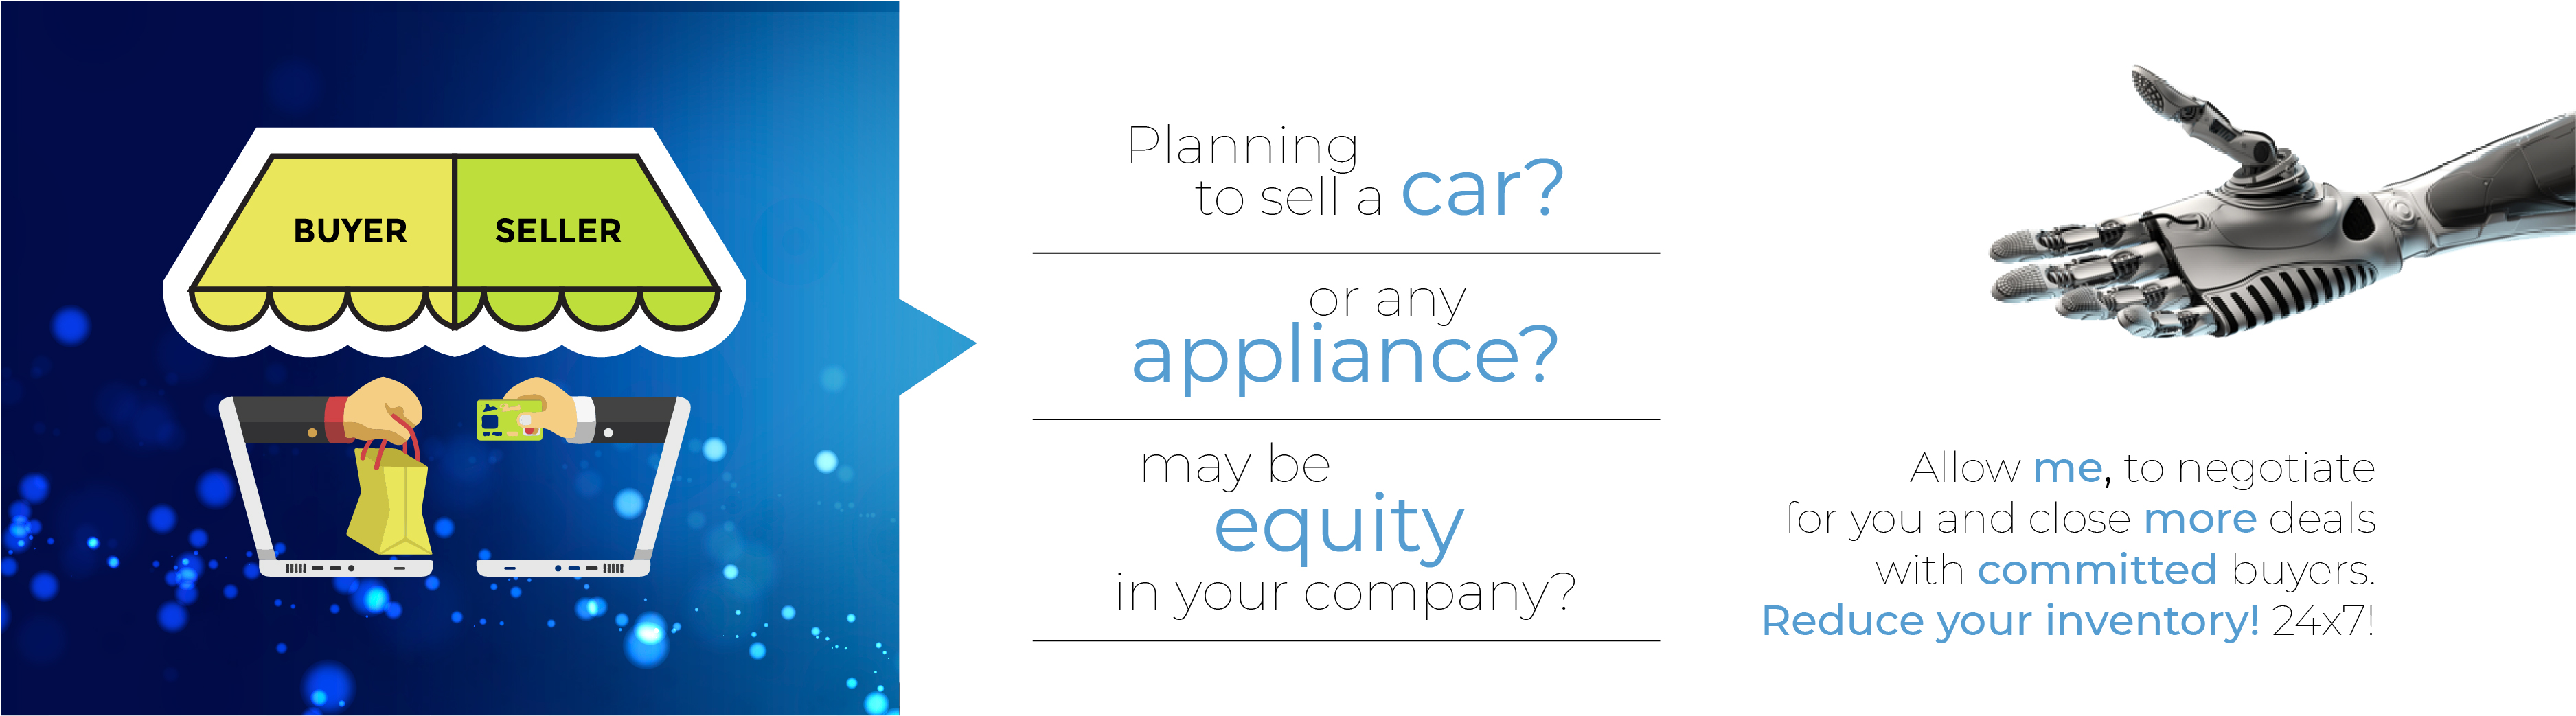 BUYER
SELLER
Planning
to sell a car?
or any
appliance?
may be
equity
in your company?
Allow me, to negotiate
for you and close more deals
with committed buyers.
Reduce your inventory! 24x7!